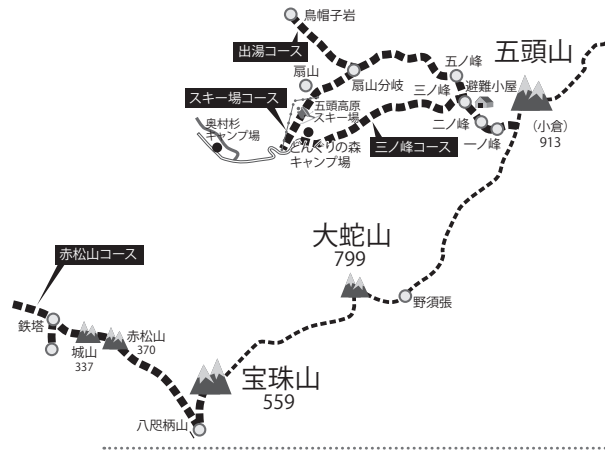 烏帽子岩
出湯コース
五頭山
五ノ峰
扇山
扇山分岐
三ノ峰
避難小屋
スキー場コース
五頭高原
スキー場
奥村杉
キャンプ場
どんぐりの森
キャンプ場
三ノ峰コース
二ノ峰
一ノ峰
(小倉)
913
大蛇山
799
赤松山コース
野須張
鉄塔
赤松山
370
城山
337
宝珠山
559
八咫柄山